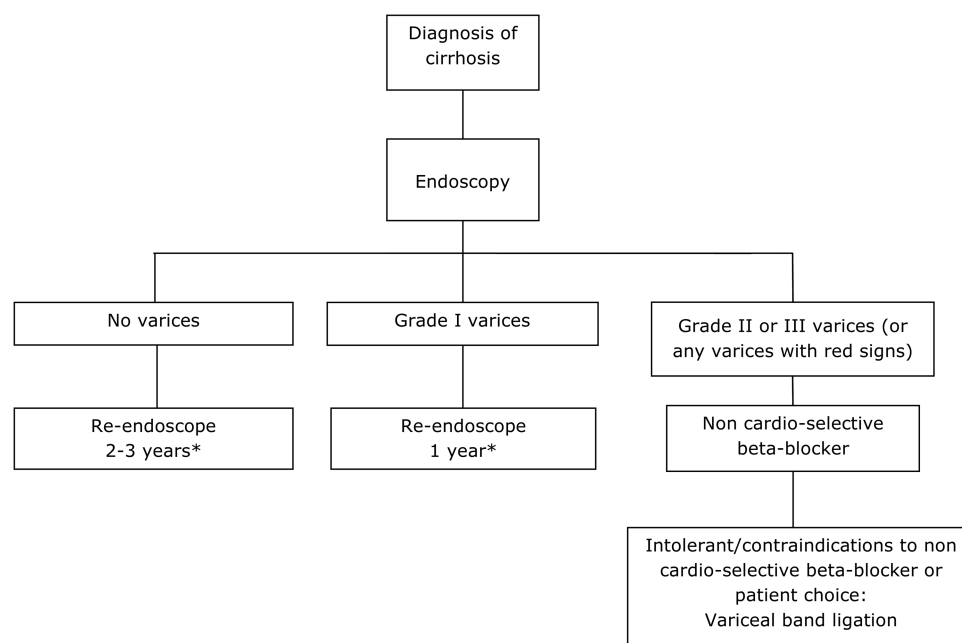 Diagnosis of
cirrhosis
Endoscopy
No varices
Grade I varices
Grade II or III varices (or
any varices with red signs)
Re-endoscope
2-3 years*
Re-endoscope
1 year*
Non cardio-selective
beta-blocker
Intolerant/contraindications to non
cardio-selective beta-blocker or
patient choice:
Variceal band ligation